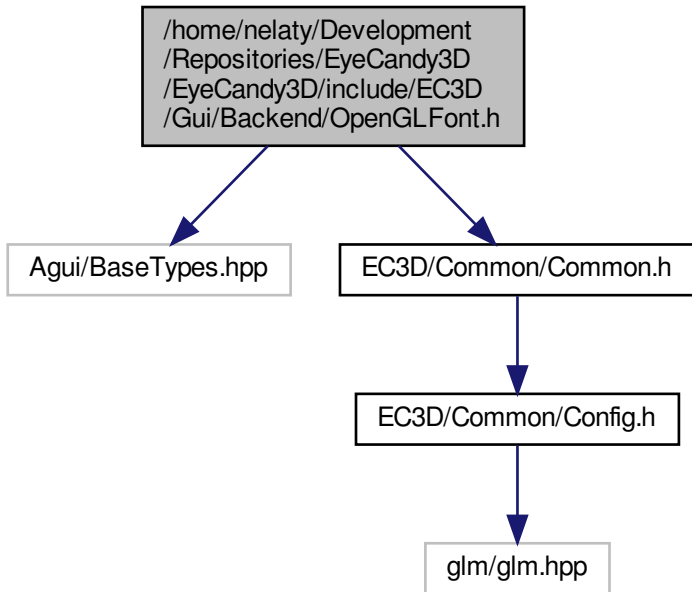 /home/nelaty/Development
/Repositories/EyeCandy3D
/EyeCandy3D/include/EC3D
/Gui/Backend/OpenGLFont.h
Agui/BaseTypes.hpp
EC3D/Common/Common.h
EC3D/Common/Config.h
glm/glm.hpp